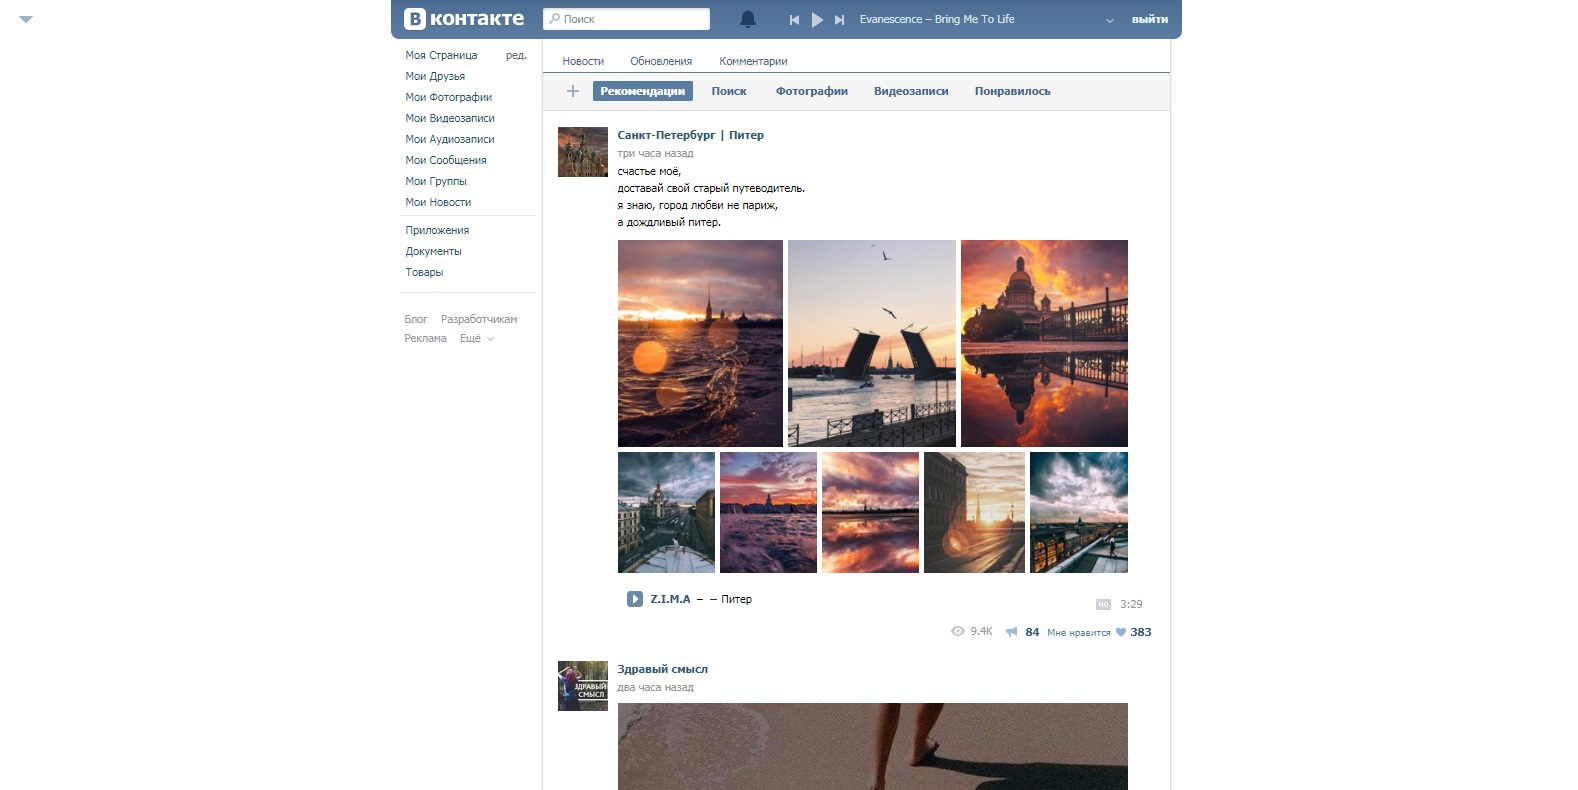 В контакте
Поиск
Evanescence – Bring Me To Life
выйти
Моя Страница
ред.
Мои Друзья
Мои Фотографии
Мои Видеозаписи
Мои Аудиозаписи
Мои Сообщения
Мои Группы
Мои Новости
Приложения
Документы
Товары
Блог
Разработчикам
Реклама
Ещё
Новости
Обновления
Комментарии
Рекомендации
Поиск
Фотографии
Видеозаписи
Понравилось
Санкт-Петербург | Питер
три часа назад
счастье моё,
доставай свой старый путеводитель.
я знаю, город любви не париж,
а дождливый питер.
Z.I.M.A – – Питер
HQ
3:29
9.4K
84
Мне нравится
383
ЗДРАВЫЙ
СМЫСЛ
Здравый смысл
два часа назад